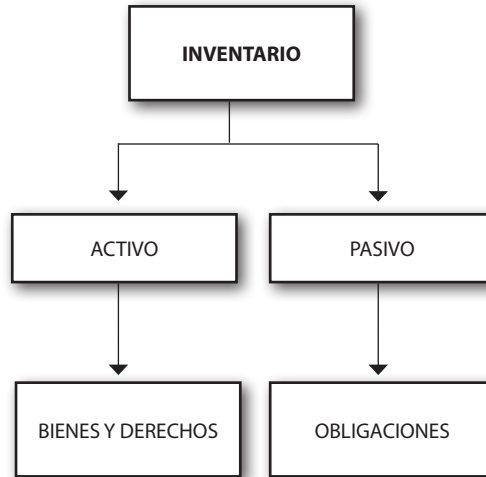 INVENTARIO
ACTIVO
PASIVO
BIENES Y DERECHOS
OBLIGACIONES